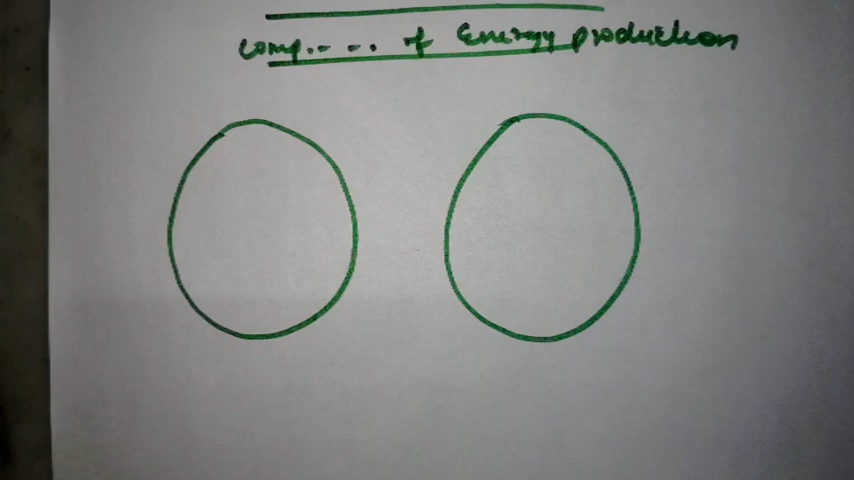 comp.- - . of Energy production